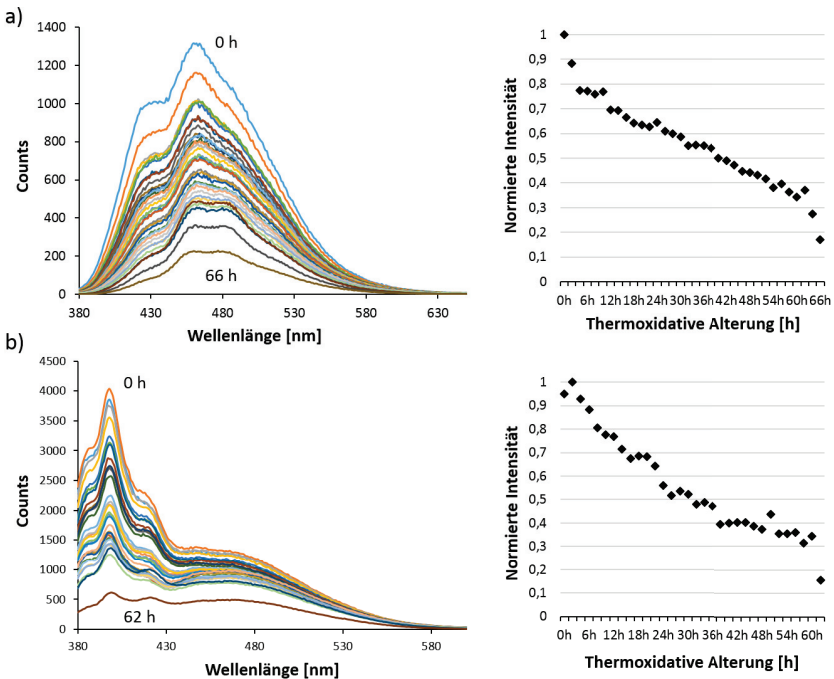 a)
1400
1200
1000
800
600
400
200
0
Counts
0 h
66 h
380 430 480 530 580 630
Wellenlänge [nm]
1
0,9
0,8
0,7
0,6
0,5
0,4
0,3
0,2
0,1
0
Normierte Intensität
0h 6h 12h 18h 24h 30h 36h 42h 48h 54h 60h 66h
Thermoxidative Alterung [h]
b)
4500
4000
3500
3000
2500
2000
1500
1000
500
0
Counts
0 h
62 h
380 430 480 530 580
Wellenlänge [nm]
1
0,9
0,8
0,7
0,6
0,5
0,4
0,3
0,2
0,1
0
Normierte Intensität
0h 6h 12h 18h 24h 30h 36h 42h 48h 54h 60h
Thermoxidative Alterung [h]